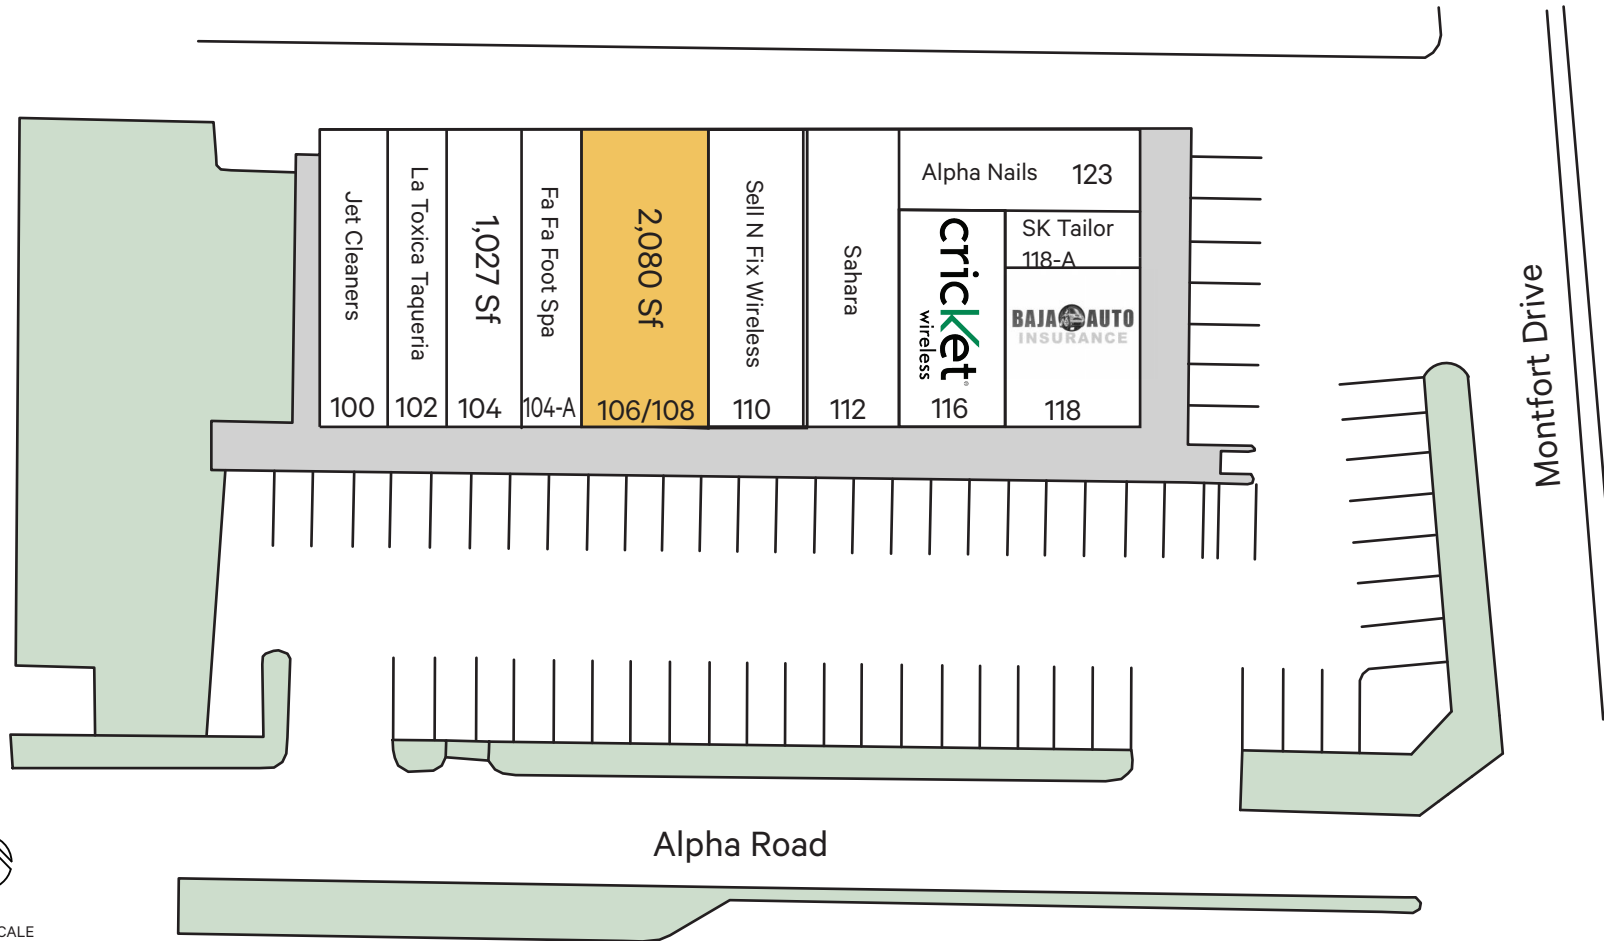 Jet Cleaners
100
La Toxica Taqueria
102
1,027 Sf
104
Fa Fa Foot Spa
104-A
2,080 Sf
106/108
Sell N Fix Wireless
110
Sahara
112
Alpha Nails 123
cricket
wireless
116
SK Tailor
118-A
BAJA AUTO
INSURANCE
118
Montfort Drive
Alpha Road
CALE